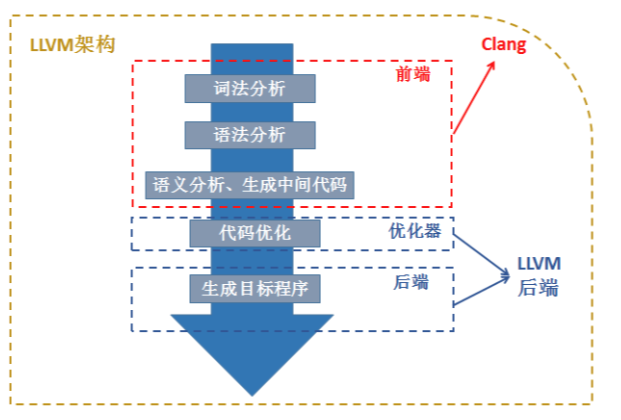 LLVM架构
Clang
前端
词法分析
语法分析
语义分析、生成中间代码
代码优化
优化器
生成目标程序
后端
LLVM
后端